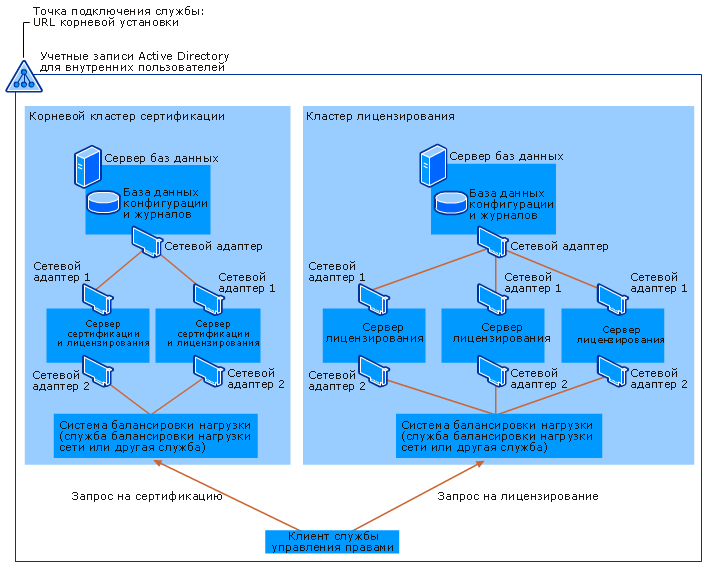 Точка подключения службы:
URL корневой установки
Учетные записи Active Directory
для внутренних пользователей
Корневой кластер сертификации
Сервер баз данных
База данных
конфигурации
и журналов
Сетевой адаптер
Сетевой
адаптер 1
Сетевой
адаптер 1
Сервер
сертификации
и лицензирования
Сервер
сертификации
и лицензирования
Сетевой
адаптер 2
Сетевой
адаптер 2
Система балансировки нагрузки
(служба балансировки нагрузки
сети или другая служба)
Кластер лицензирования
Сервер баз данных
База данных
конфигурации
и журналов
Сетевой адаптер
Сетевой
адаптер 1
Сетевой
адаптер 1
Сетевой
адаптер 1
Сервер
лицензирования
Сервер
лицензирования
Сервер
лицензирования
Сетевой
адаптер 2
Сетевой
адаптер 2
Сетевой
адаптер 2
Система балансировки нагрузки
(служба балансировки нагрузки
сети или другая служба)
Запрос на сертификацию
Запрос на лицензирование
Клиент службы
управления правами